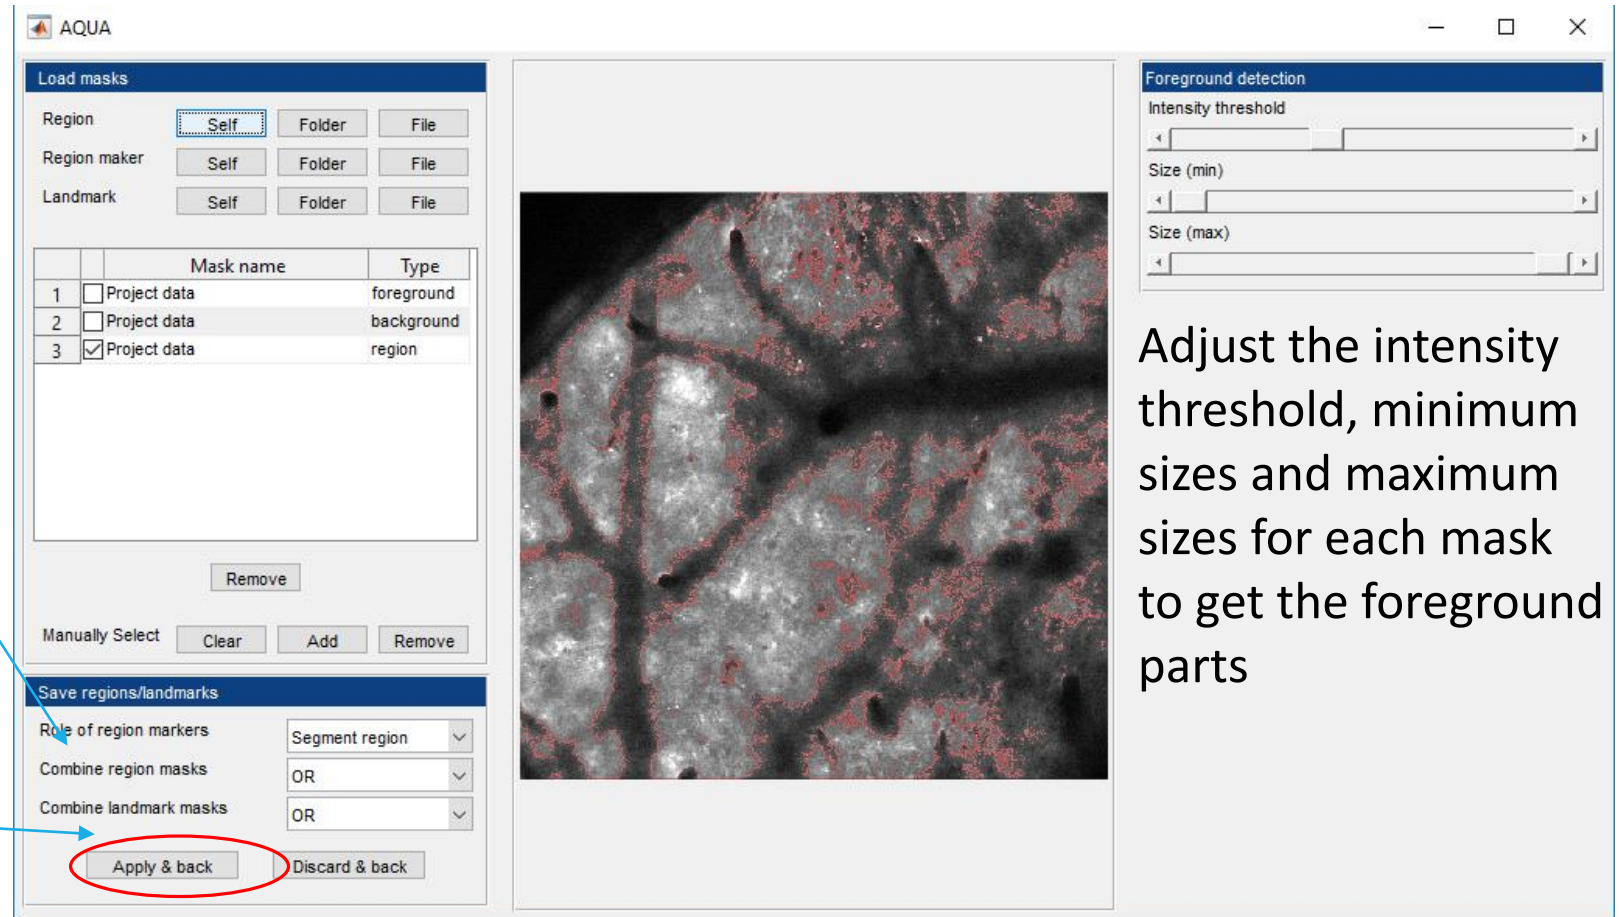 AQUA
Load masks
Region Self Folder File
Region maker Self Folder File
Landmark Self Folder File
Mask name Type
1 Project data foreground
2 Project data background
3 Project data region
Remove
Manually Select Clear Add Remove
Save regions/landmarks
Role of region markers Segment region
Combine region masks OR
Combine landmark masks OR
Apply & back Discard & back
Foreground detection
Intensity threshold
Size (min)
Size (max)
Adjust the intensity
threshold, minimum
sizes and maximum
sizes for each mask
to get the foreground
parts